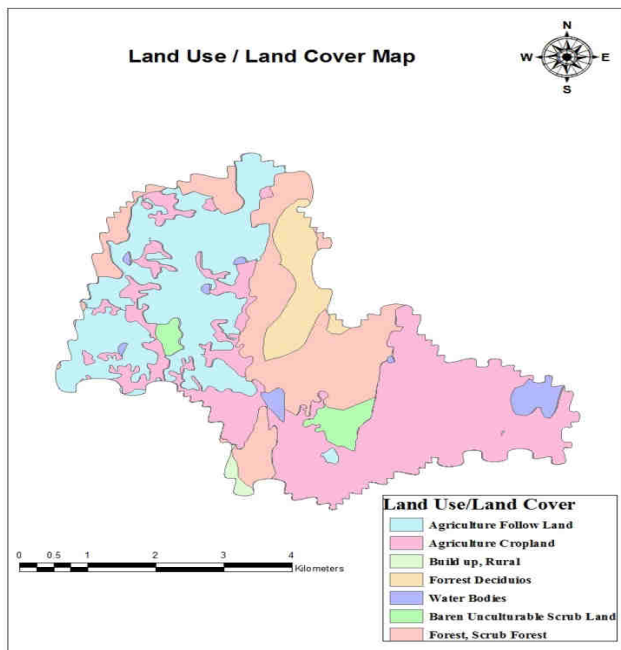 N
Land Use / Land Cover Map
W E
S
Land Use/Land Cover
Agriculture Follow Land
Agriculture Cropland
Build up, Rural
Forrest Deciduios
Water Bodies
Baren Unculturable Scrub Land
Forest, Scrub Forest
0 0.5 1 2 3 4
Kilometers